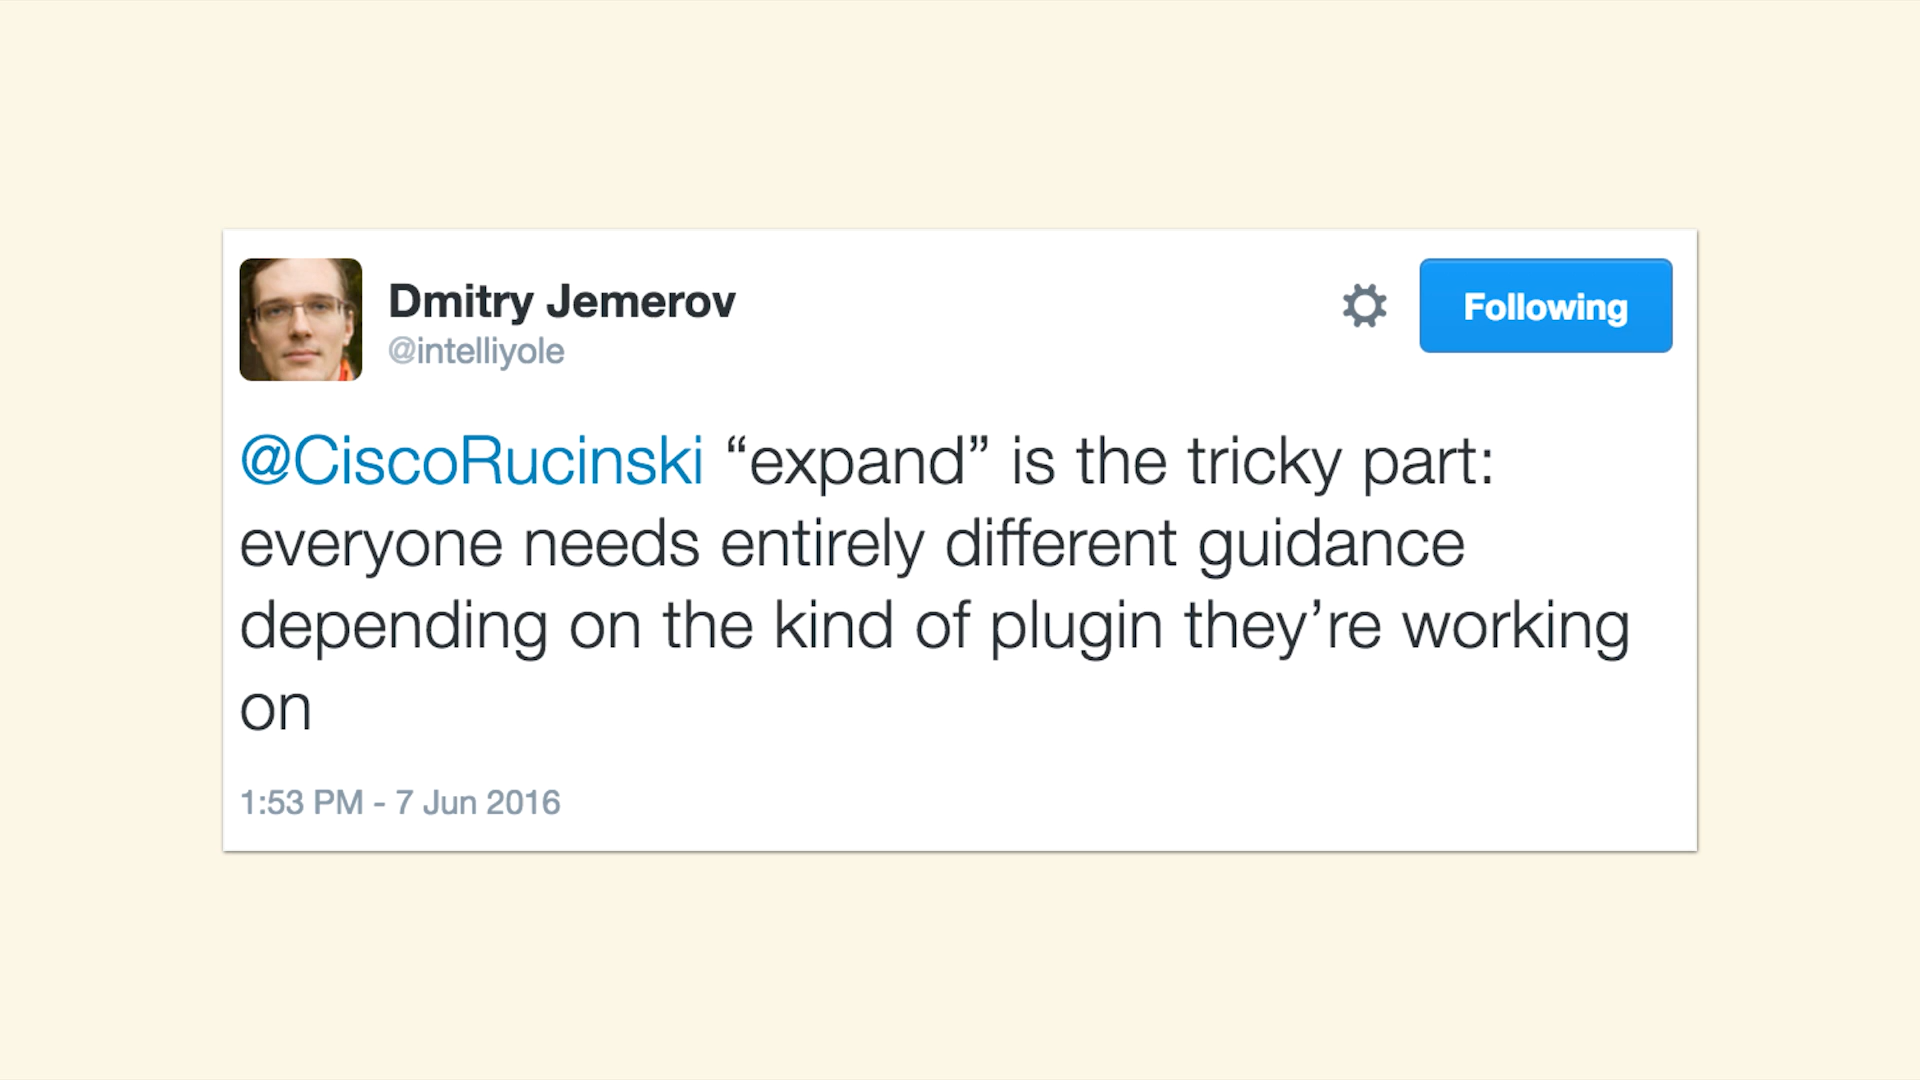 Dmitry Jemerov
@intelliyole
Following
@CiscoRucinski “expand” is the tricky part:
everyone needs entirely different guidance
depending on the kind of plugin they’re working
on
1:53 PM - 7 Jun 2016